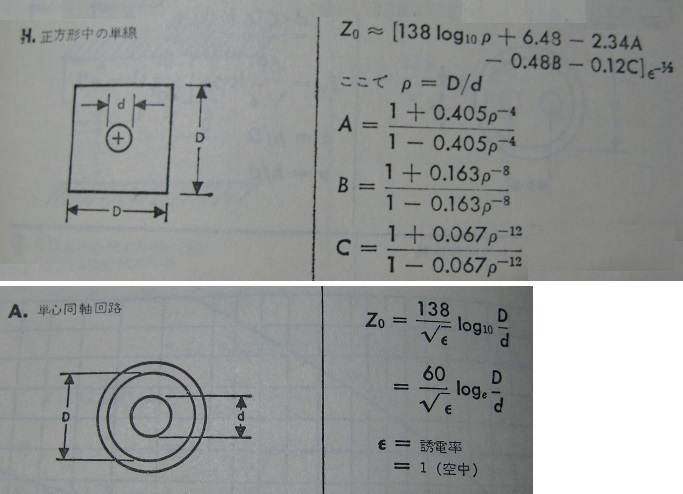 H. 正方形中の単線
d
D
D
Z₀ ≈ [138 log₁₀ ρ + 6.48 − 2.34A
− 0.48B − 0.12C]ε^−½
ここで ρ = D/d
A = (1 + 0.405ρ⁻⁴)/(1 − 0.405ρ⁻⁴)
B = (1 + 0.163ρ⁻⁸)/(1 − 0.163ρ⁻⁸)
C = (1 + 0.067ρ⁻¹²)/(1 − 0.067ρ⁻¹²)
A. 単心同軸回路
D
d
Z₀ = 138/√ε log₁₀ D/d
= 60/√ε logₑ D/d
ε = 誘電率
= 1 (空中)